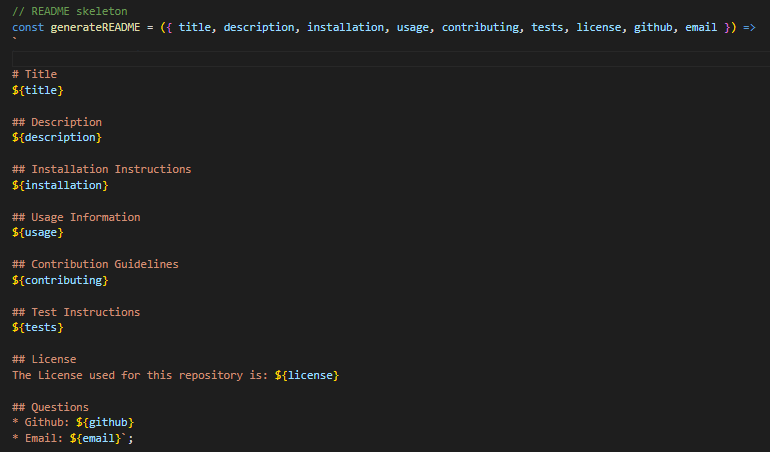 // README skeleton
const generateREADME = ({ title, description, installation, usage, contributing, tests, license, github, email }) =>
`
# Title
${title}
## Description
${description}
## Installation Instructions
${installation}
## Usage Information
${usage}
## Contribution Guidelines
${contributing}
## Test Instructions
${tests}
## License
The License used for this repository is: ${license}
## Questions
* Github: ${github}
* Email: ${email}`;